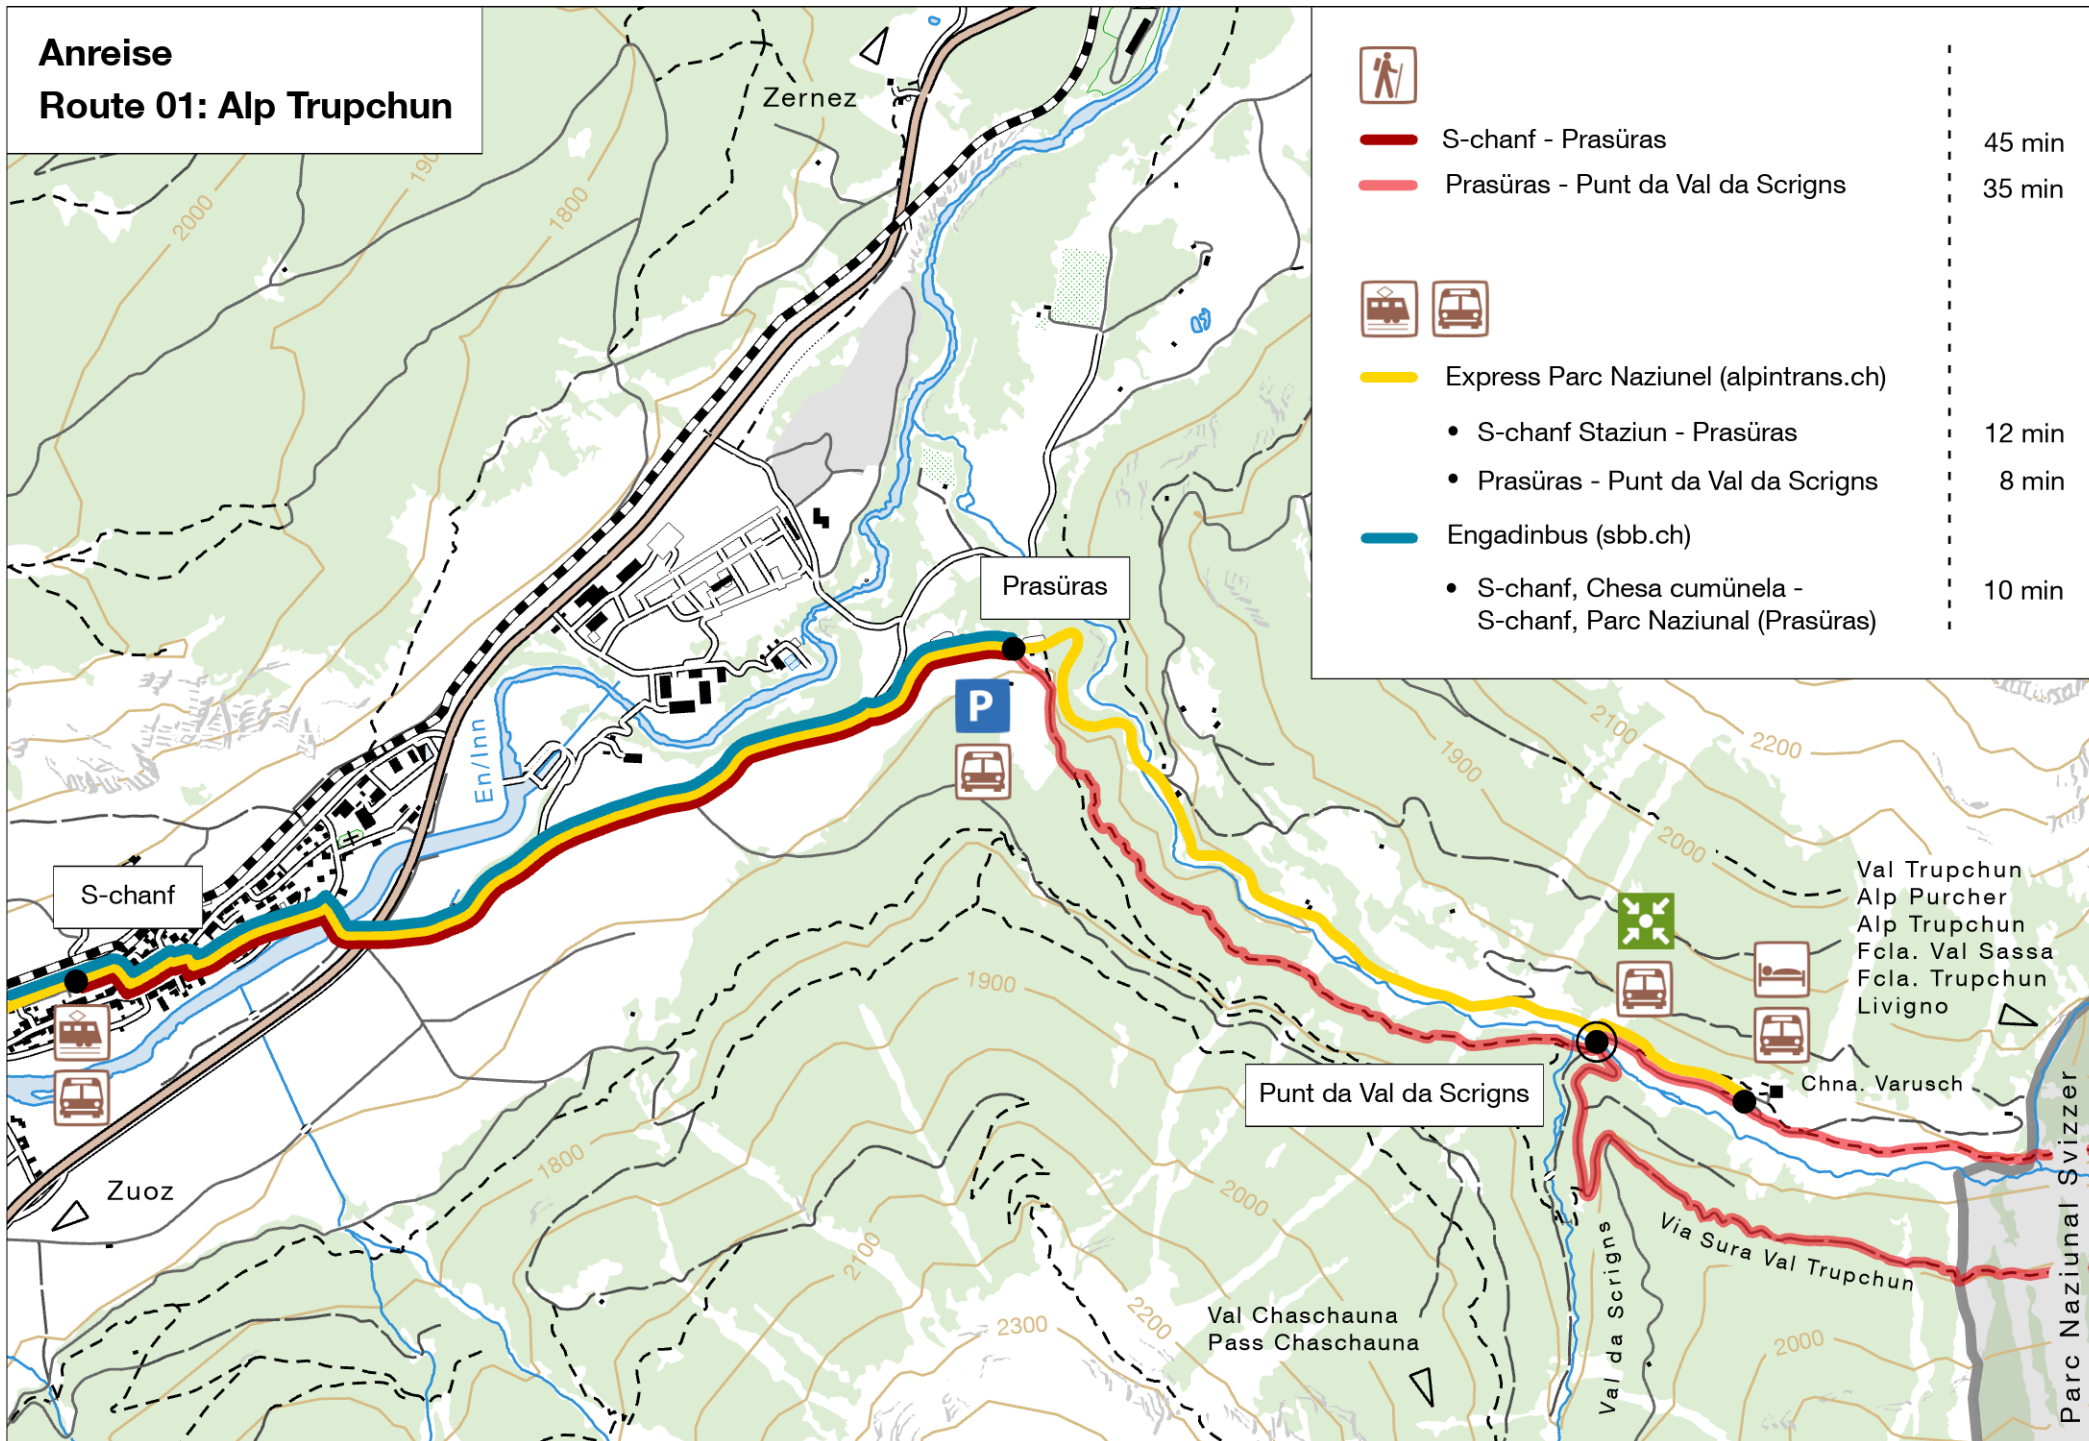 Anreise
Route 01: Alp Trupchun
S-chanf - Prasüras 45 min
Prasüras - Punt da Val da Scrigns 35 min
Express Parc Naziunel (alpintrans.ch)
• S-chanf Staziun - Prasüras 12 min
• Prasüras - Punt da Val da Scrigns 8 min
Engadinbus (sbb.ch)
• S-chanf, Chesa cumünela - 10 min
S-chanf, Parc Naziunal (Prasüras)
Zernez
190
2000
1800
Prasüras
P
En/Inn
2100
2200
1900
2000
S-chanf
Val Trupchun
Alp Purcher
Alp Trupchun
Fcla. Val Sassa
Fcla. Trupchun
Livigno
1900
Punt da Val da Scrigns
Chna. Varusch
1800
Zuoz
2000
2100
2200
2300
Via Sura Val Trupchun
Val da Scrigns
Val Chaschauna
Pass Chaschauna
2000
Parc Naziunal Svizzer